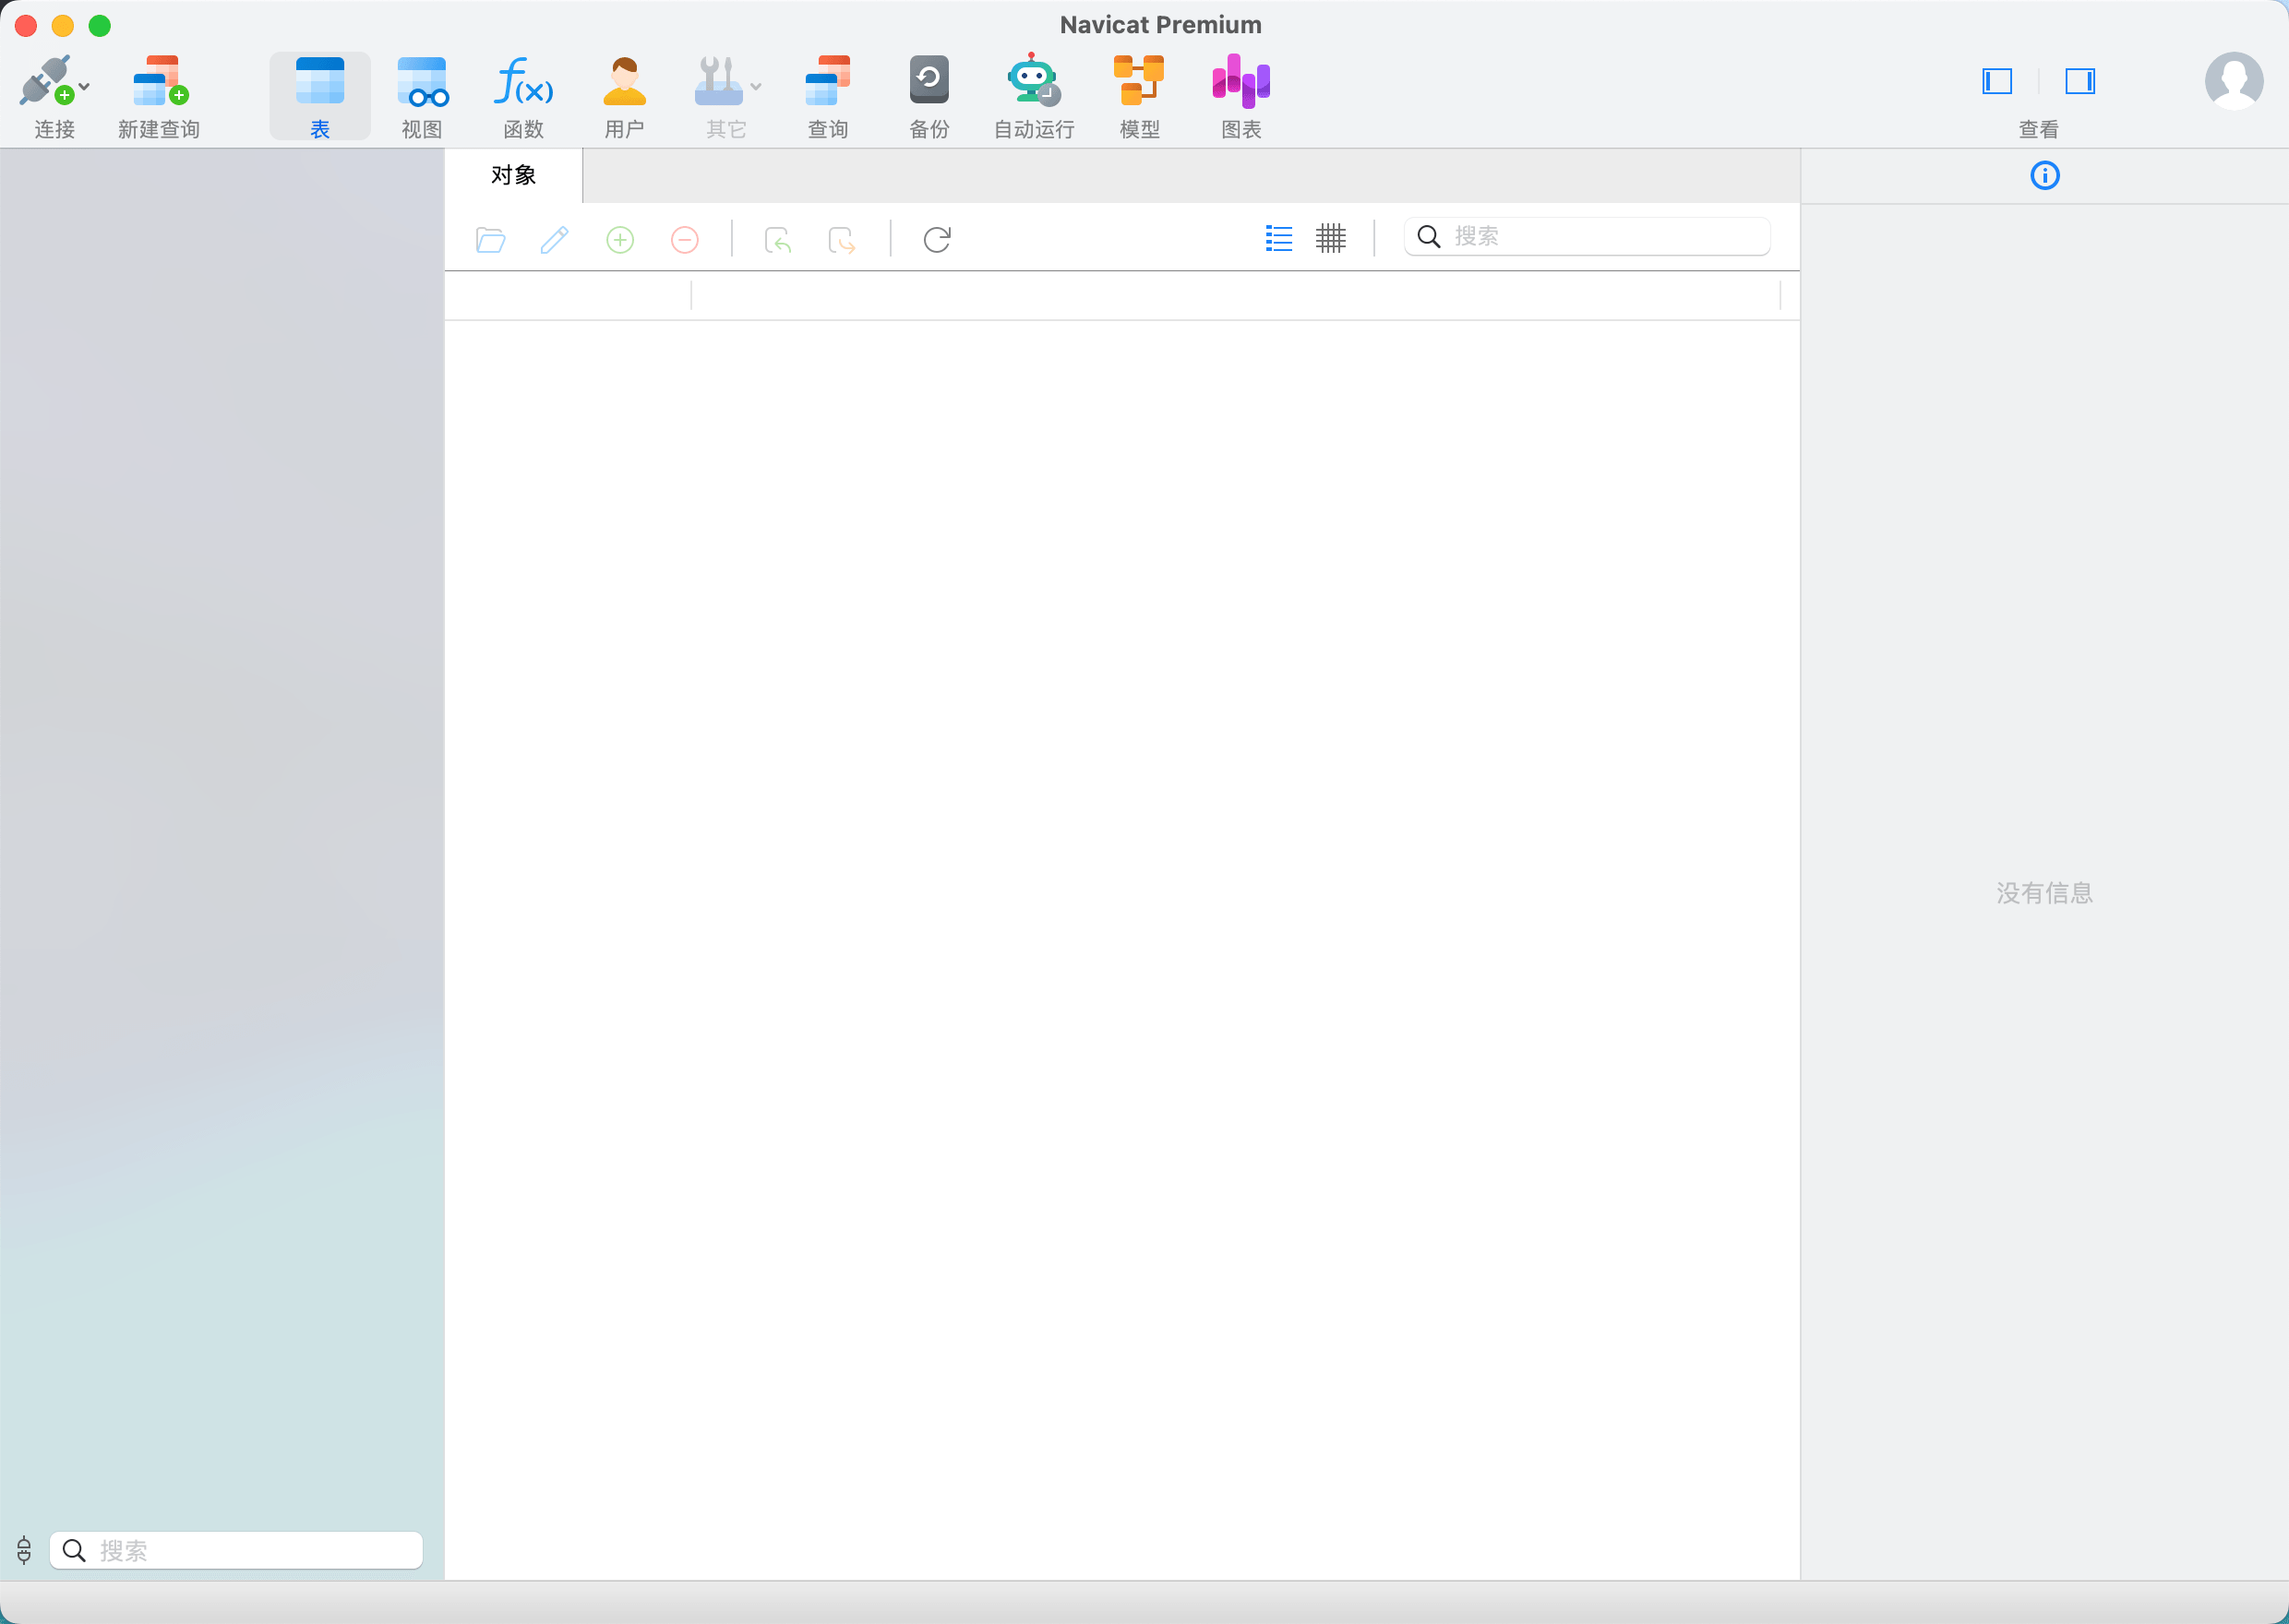 Navicat Premium
连接
新建查询
表
视图
函数
用户
其它
查询
备份
自动运行
模型
图表
查看
对象
搜索
没有信息
搜索